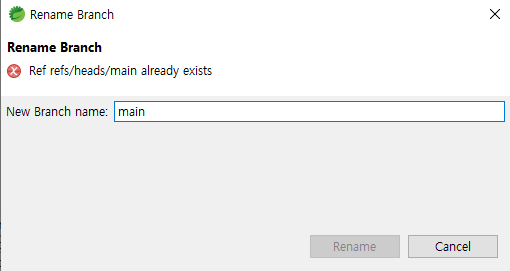 Rename Branch
Rename Branch
Ref refs/heads/main already exists
New Branch name: main
Rename Cancel